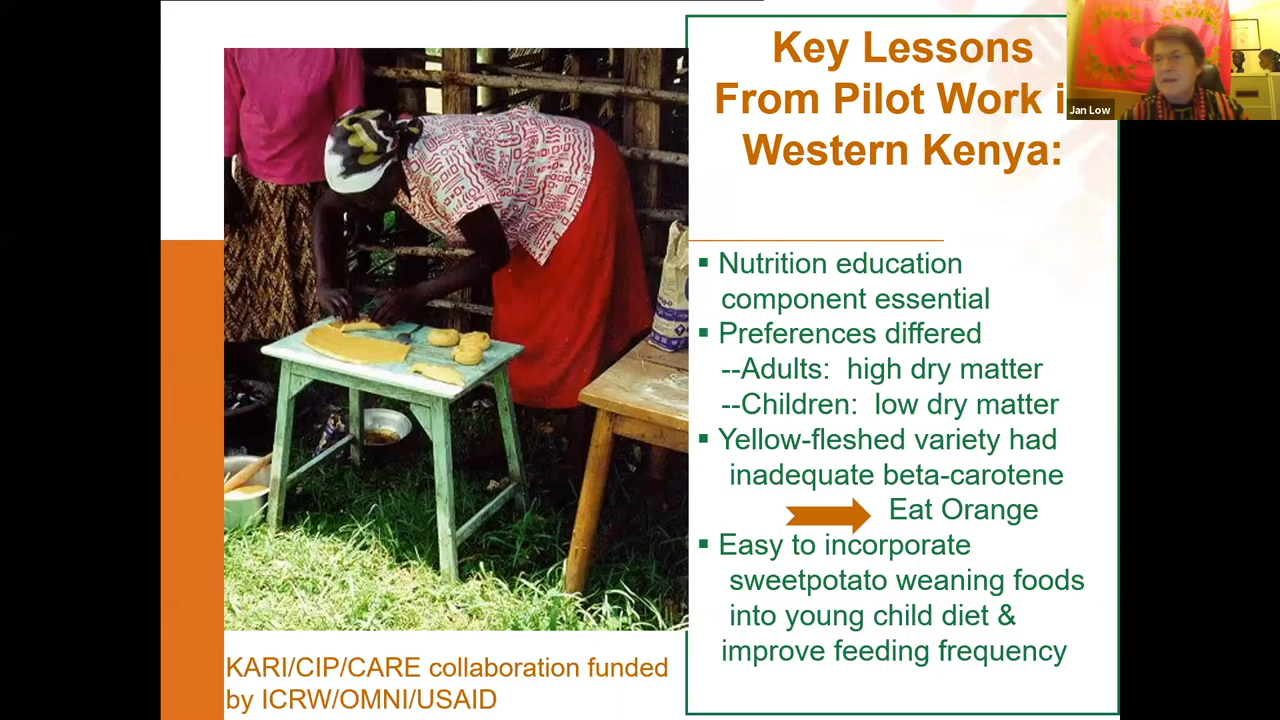 Key Lessons
From Pilot Work i
Western Kenya:
Jan Low
▪ Nutrition education
component essential
▪ Preferences differed
--Adults: high dry matter
--Children: low dry matter
▪ Yellow-fleshed variety had
inadequate beta-carotene
Eat Orange
▪ Easy to incorporate
sweetpotato weaning foods
into young child diet &
improve feeding frequency
KARI/CIP/CARE collaboration funded
by ICRW/OMNI/USAID